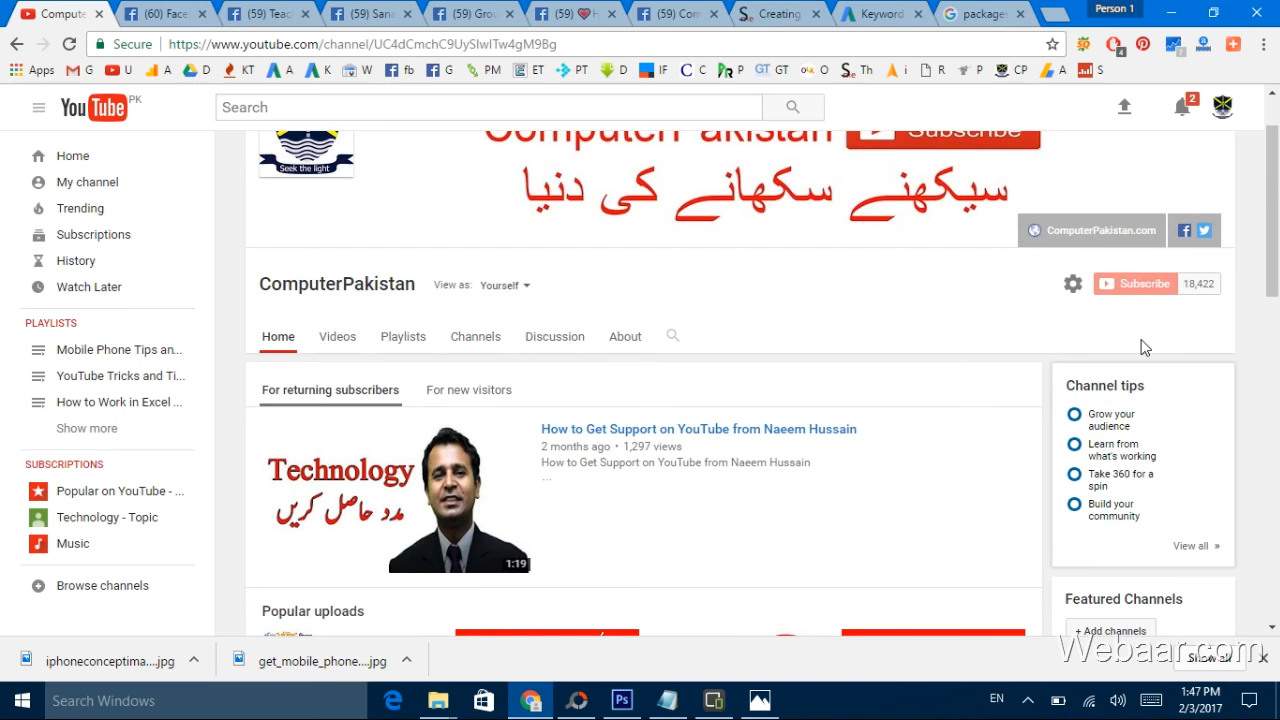 Compute
(60) Face
(59) Teac
(59) Sana
(59) Grou
(59)
(59) Com
Creating
Keyword
package
Person 1
Secure
https://www.youtube.com/channel/UC4dCmchC9UySIwITw4gM9Bg
Apps M G U A D KT A K W fb G PM ET PT D IF C P GT O Th i R P CP A S
YouTube PK
Search
2
Home
My channel
Trending
Subscriptions
History
Watch Later
PLAYLISTS
Mobile Phone Tips an...
YouTube Tricks and Ti...
How to Work in Excel ...
Show more
SUBSCRIPTIONS
Popular on YouTube - ...
Technology - Topic
Music
Browse channels
Seek the light
ComputerPakistan Subscribe
سیکھنے سکھانے کی دنیا
ComputerPakistan.com
ComputerPakistan
View as: Yourself
Subscribe 18,422
Home Videos Playlists Channels Discussion About
For returning subscribers For new visitors
Technology
مدد حاصل کریں
1:19
How to Get Support on YouTube from Naeem Hussain
2 months ago • 1,297 views
How to Get Support on YouTube from Naeem Hussain
...
Popular uploads
Channel tips
Grow your
audience
Learn from
what's working
Take 360 for a
spin
Build your
community
View all »
Featured Channels
+ Add channels
Webaar.com
iphoneconceptima....jpg
get_mobile_phone....jpg
Show all
Search Windows
EN
1:47 PM
2/3/2017